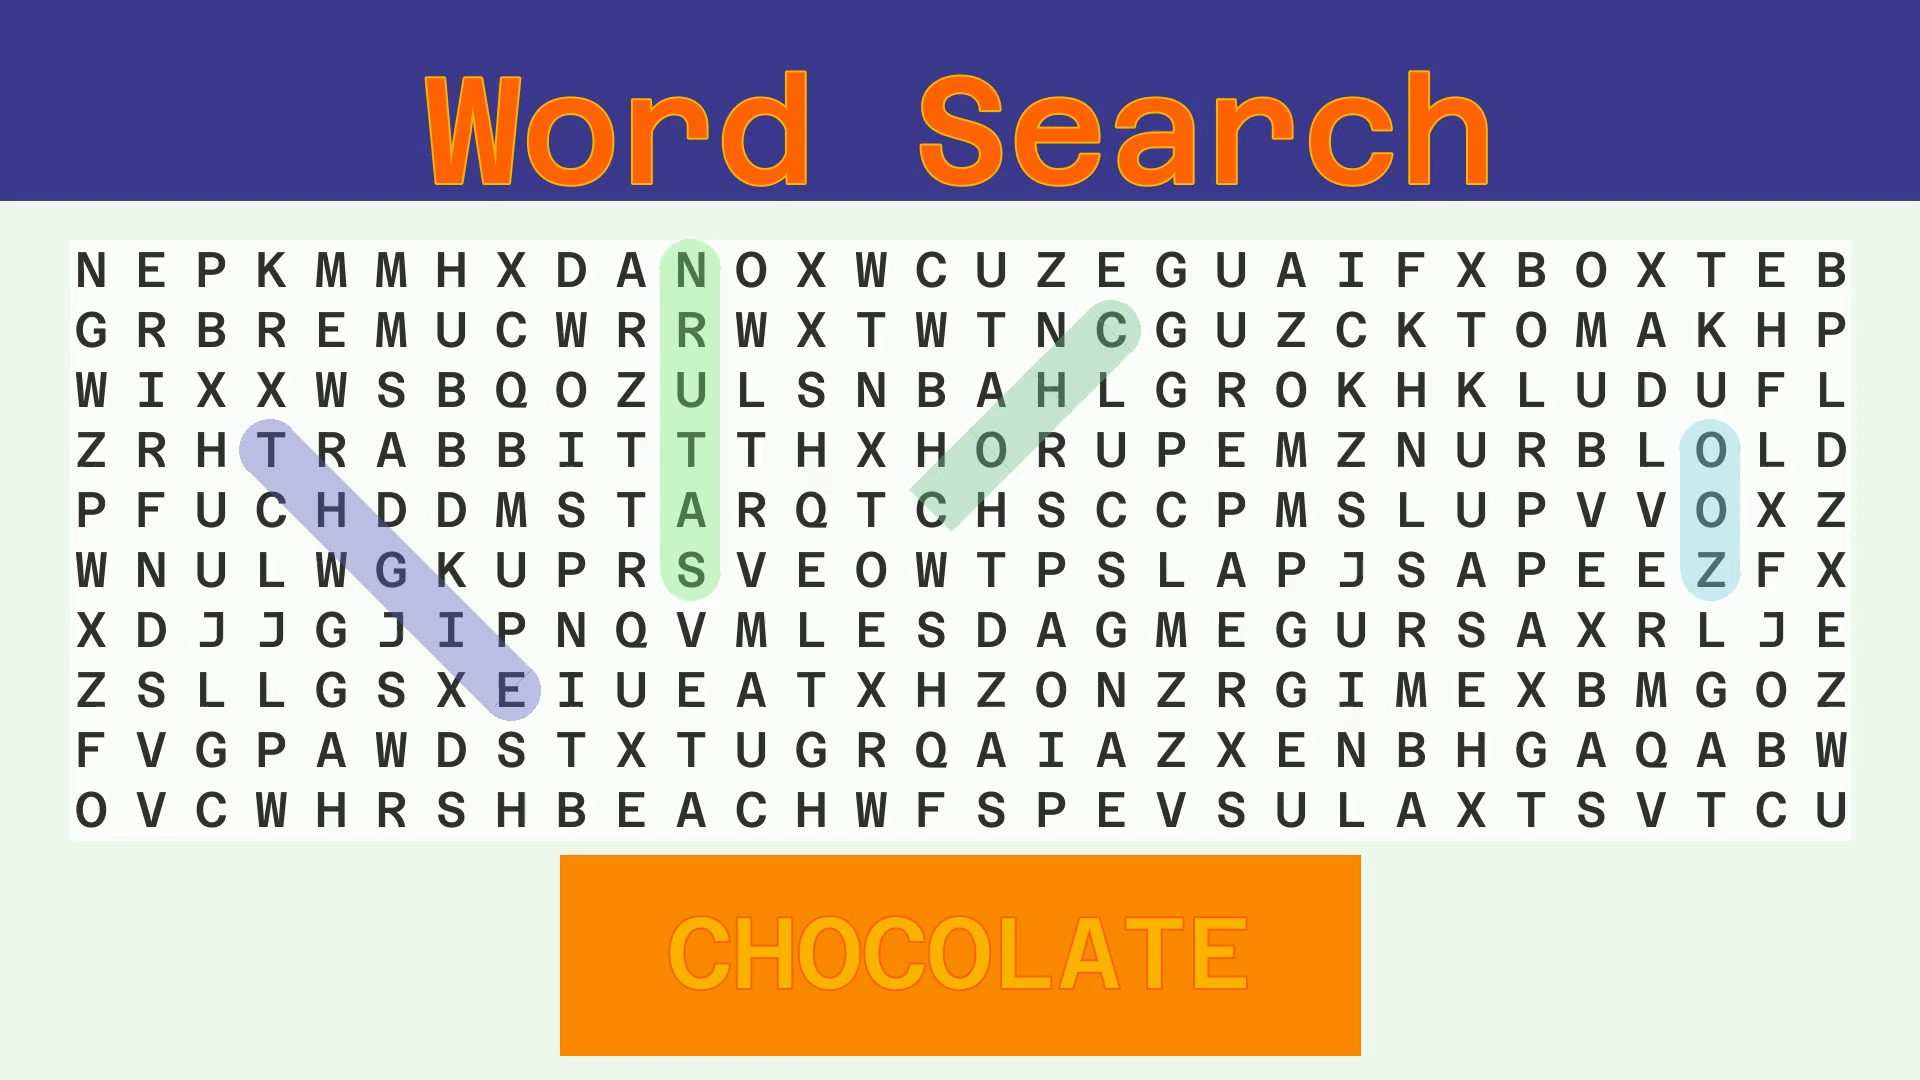 Word Search
N E P K M M H X D A N O X W C U Z E G U A I F X B O X T E B
G R B R E M U C W R R W X T W T N C G U Z C K T O M A K H P
W I X X W S B Q O Z U L S N B A H L G R O K H K L U D U F L
Z R H T R A B B I T T T H X H O R U P E M Z N U R B L O L D
P F U C H D D M S T A R Q T C H S C C P M S L U P V V O X Z
W N U L W G K U P R S V E O W T P S L A P J S A P E E Z F X
X D J J G J I P N Q V M L E S D A G M E G U R S A X R L J E
Z S L L G S X E I U E A T X H Z O N Z R G I M E X B M G O Z
F V G P A W D S T X T U G R Q A I A Z X E N B H G A Q A B W
O V C W H R S H B E A C H W F S P E V S U L A X T S V T C U
CHOCOLATE